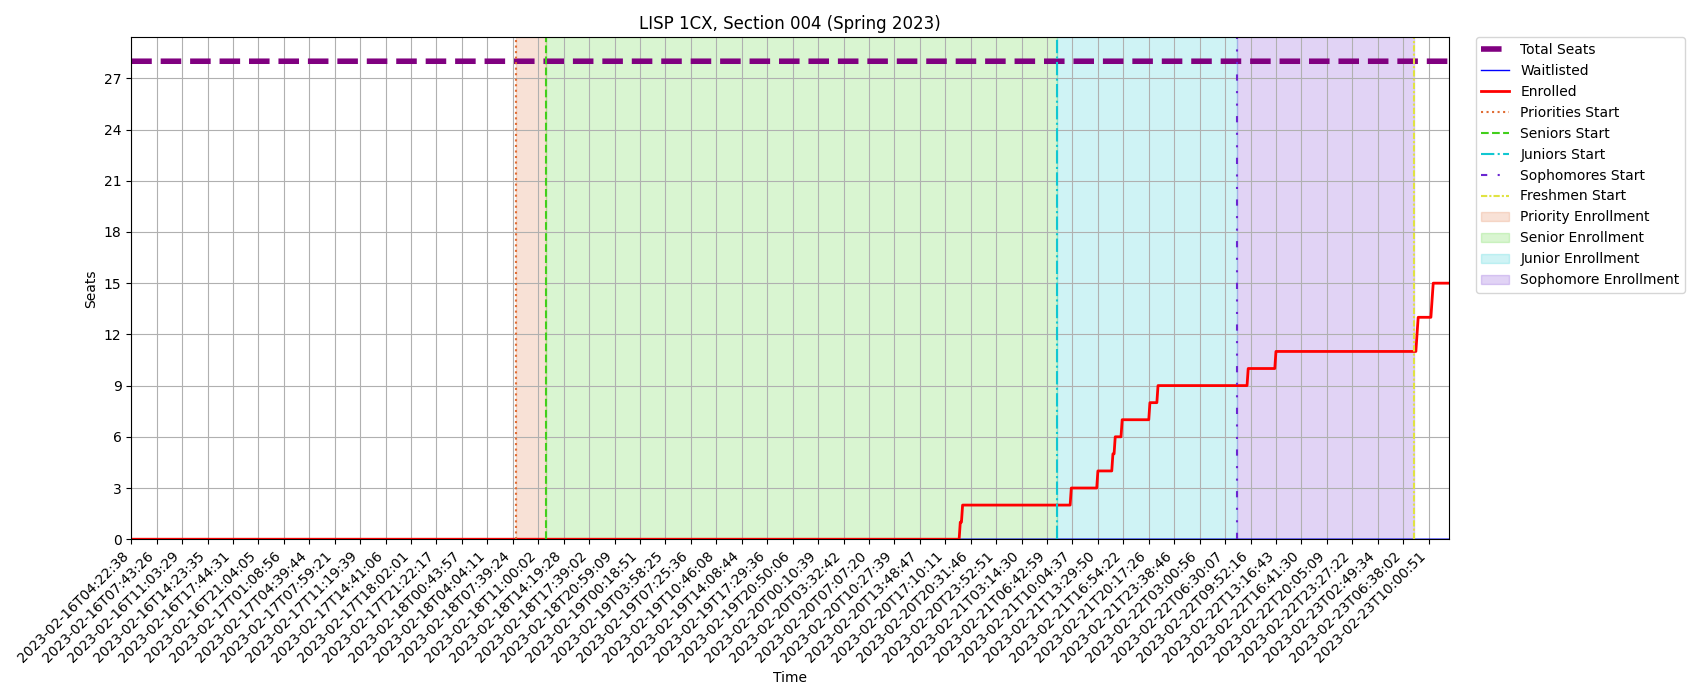 LISP 1CX, Section 004 (Spring 2023)
Seats
27
24
21
18
15
12
9
6
3
0
2023-02-16T04:22:38
2023-02-16T07:43:26
2023-02-16T11:03:29
2023-02-16T14:23:35
2023-02-16T17:44:31
2023-02-16T21:04:05
2023-02-17T01:08:56
2023-02-17T04:39:44
2023-02-17T07:59:21
2023-02-17T11:19:39
2023-02-17T14:41:06
2023-02-17T18:02:01
2023-02-17T21:22:17
2023-02-18T00:43:57
2023-02-18T04:04:11
2023-02-18T07:39:24
2023-02-18T11:00:02
2023-02-18T14:19:28
2023-02-18T17:39:02
2023-02-18T20:59:09
2023-02-19T00:18:51
2023-02-19T03:58:25
2023-02-19T07:25:36
2023-02-19T10:46:08
2023-02-19T14:08:44
2023-02-19T17:29:36
2023-02-19T20:50:06
2023-02-20T00:10:39
2023-02-20T03:32:42
2023-02-20T07:07:20
2023-02-20T10:27:39
2023-02-20T13:48:47
2023-02-20T17:10:11
2023-02-20T20:31:46
2023-02-20T23:52:51
2023-02-21T03:14:30
2023-02-21T06:42:59
2023-02-21T10:04:37
2023-02-21T13:29:50
2023-02-21T16:54:22
2023-02-21T20:17:26
2023-02-21T23:38:46
2023-02-22T03:00:56
2023-02-22T06:30:07
2023-02-22T09:52:16
2023-02-22T13:16:43
2023-02-22T16:41:30
2023-02-22T20:05:09
2023-02-22T23:27:22
2023-02-23T02:49:34
2023-02-23T06:38:02
2023-02-23T10:00:51
Time
Total Seats
Waitlisted
Enrolled
Priorities Start
Seniors Start
Juniors Start
Sophomores Start
Freshmen Start
Priority Enrollment
Senior Enrollment
Junior Enrollment
Sophomore Enrollment